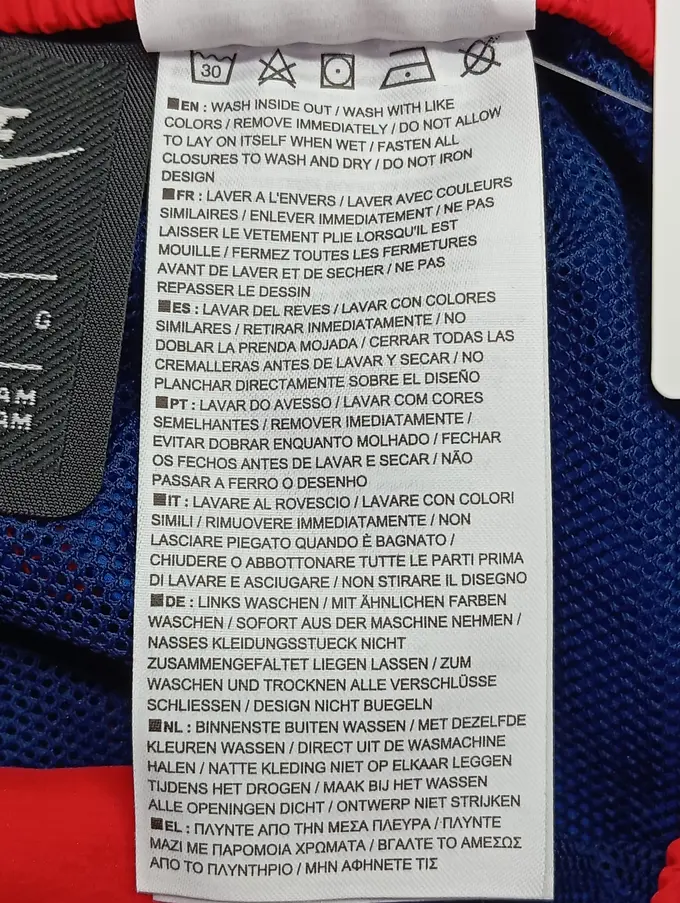 30
EN : WASH INSIDE OUT / WASH WITH LIKE
COLORS / REMOVE IMMEDIATELY / DO NOT ALLOW
TO LAY ON ITSELF WHEN WET / FASTEN ALL
CLOSURES TO WASH AND DRY / DO NOT IRON
DESIGN
FR : LAVER A L'ENVERS / LAVER AVEC COULEURS
SIMILAIRES / ENLEVER IMMEDIATEMENT / NE PAS
LAISSER LE VETEMENT PLIE LORSQU'IL EST
MOUILLE / FERMEZ TOUTES LES FERMETURES
AVANT DE LAVER ET DE SECHER / NE PAS
REPASSER LE DESSIN
ES : LAVAR DEL REVES / LAVAR CON COLORES
SIMILARES / RETIRAR INMEDIATAMENTE / NO
DOBLAR LA PRENDA MOJADA / CERRAR TODAS LAS
CREMALLERAS ANTES DE LAVAR Y SECAR / NO
PLANCHAR DIRECTAMENTE SOBRE EL DISEÑO
PT : LAVAR DO AVESSO / LAVAR COM CORES
SEMELHANTES / REMOVER IMEDIATAMENTE /
EVITAR DOBRAR ENQUANTO MOLHADO / FECHAR
OS FECHOS ANTES DE LAVAR E SECAR / NÃO
PASSAR A FERRO O DESENHO
IT : LAVARE AL ROVESCIO / LAVARE CON COLORI
SIMILI / RIMUOVERE IMMEDIATAMENTE / NON
LASCIARE PIEGATO QUANDO È BAGNATO /
CHIUDERE O ABBOTTONARE TUTTE LE PARTI PRIMA
DI LAVARE E ASCIUGARE / NON STIRARE IL DISEGNO
DE : LINKS WASCHEN / MIT ÄHNLICHEN FARBEN
WASCHEN / SOFORT AUS DER MASCHINE NEHMEN /
NASSES KLEIDUNGSSTUECK NICHT
ZUSAMMENGEFALTET LIEGEN LASSEN / ZUM
WASCHEN UND TROCKNEN ALLE VERSCHLÜSSE
SCHLIESSEN / DESIGN NICHT BUEGELN
NL : BINNENSTE BUITEN WASSEN / MET DEZELFDE
KLEUREN WASSEN / DIRECT UIT DE WASMACHINE
HALEN / NATTE KLEDING NIET OP ELKAAR LEGGEN
TIJDENS HET DROGEN / MAAK BIJ HET WASSEN
ALLE OPENINGEN DICHT / ONTWERP NIET STRIJKEN
EL : ΠΛΥΝΤΕ ΑΠΟ ΤΗΝ ΜΕΣΑ ΠΛΕΥΡΑ / ΠΛΥΝΤΕ
ΜΑΖΙ ΜΕ ΠΑΡΟΜΟΙΑ ΧΡΩΜΑΤΑ / ΒΓΑΛΤΕ ΤΟ ΑΜΕΣΩΣ
ΑΠΟ ΤΟ ΠΛΥΝΤΗΡΙΟ / ΜΗΝ ΑΦΗΝΕΤΕ ΤΙΣ
G